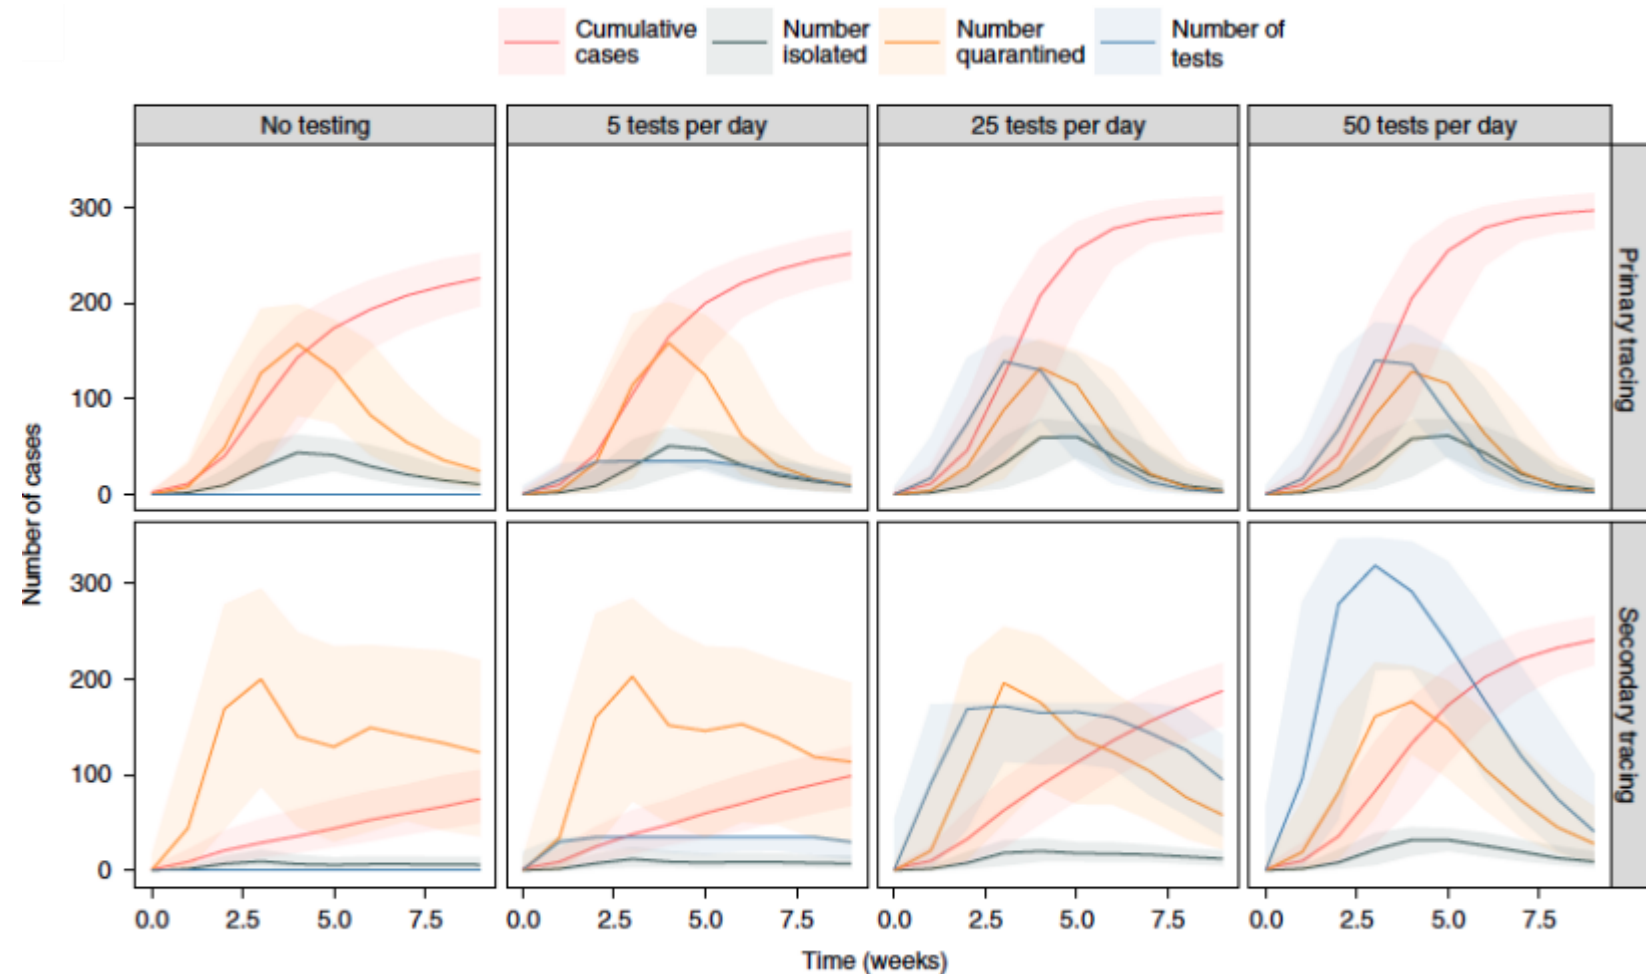 Cumulative cases
Number isolated
Number quarantined
Number of tests
No testing
5 tests per day
25 tests per day
50 tests per day
300
200
100
0
Primary tracing
Number of cases
300
200
100
0
Secondary tracing
0.0 2.5 5.0 7.5
0.0 2.5 5.0 7.5
0.0 2.5 5.0 7.5
0.0 2.5 5.0 7.5
Time (weeks)